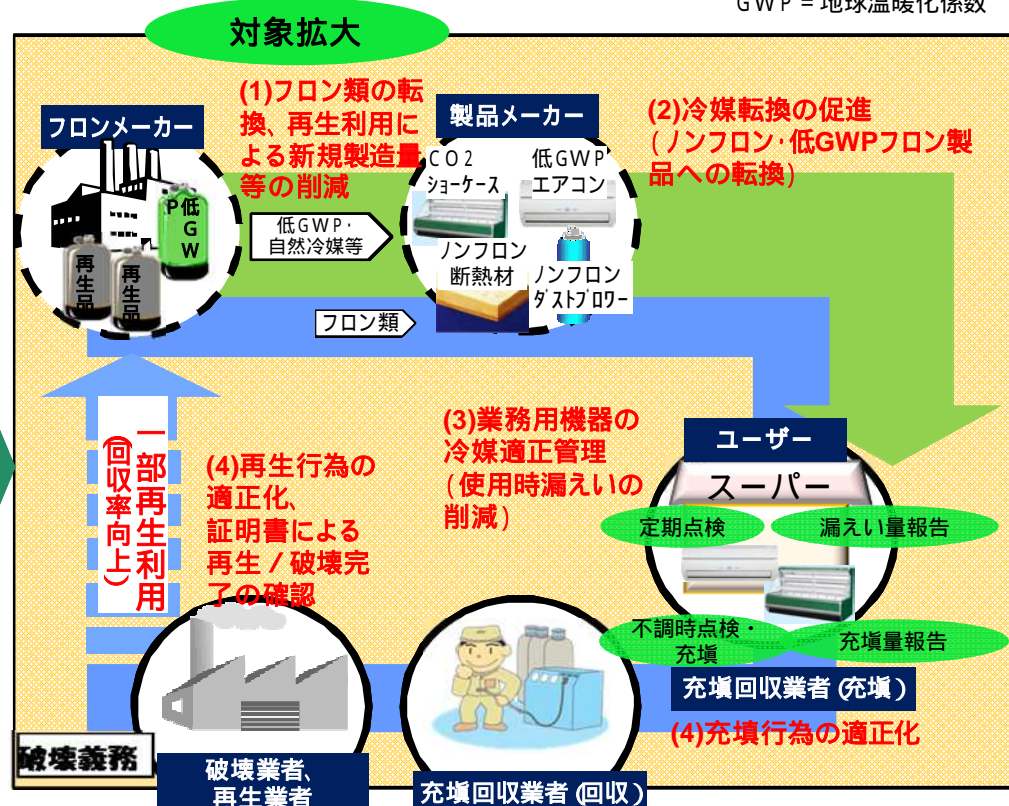 GWP=地球温暖化係数
対象拡大
フロンメーカー
P低
G
W
再生品
再生品
(1)フロン類の転
換、再生利用に
よる新規製造量
等の削減
低GWP・
自然冷媒等
フロン類
製品メーカー
CO2
ショーケース
低GWP
エアコン
ノンフロン
断熱材
ノンフロン
ダストブロワー
(2)冷媒転換の促進
(ノンフロン・低GWPフロン製
品への転換)
一部再生利用
(回収率向上)
(4)再生行為の
適正化、
証明書による
再生/破壊完
了の確認
(3)業務用機器の
冷媒適正管理
(使用時漏えいの
削減)
ユーザー
スーパー
定期点検
漏えい量報告
不調時点検・
充塡
充塡量報告
充塡回収業者(充塡)
(4)充填行為の適正化
破壊義務
破壊業者、
再生業者
充塡回収業者(回収)